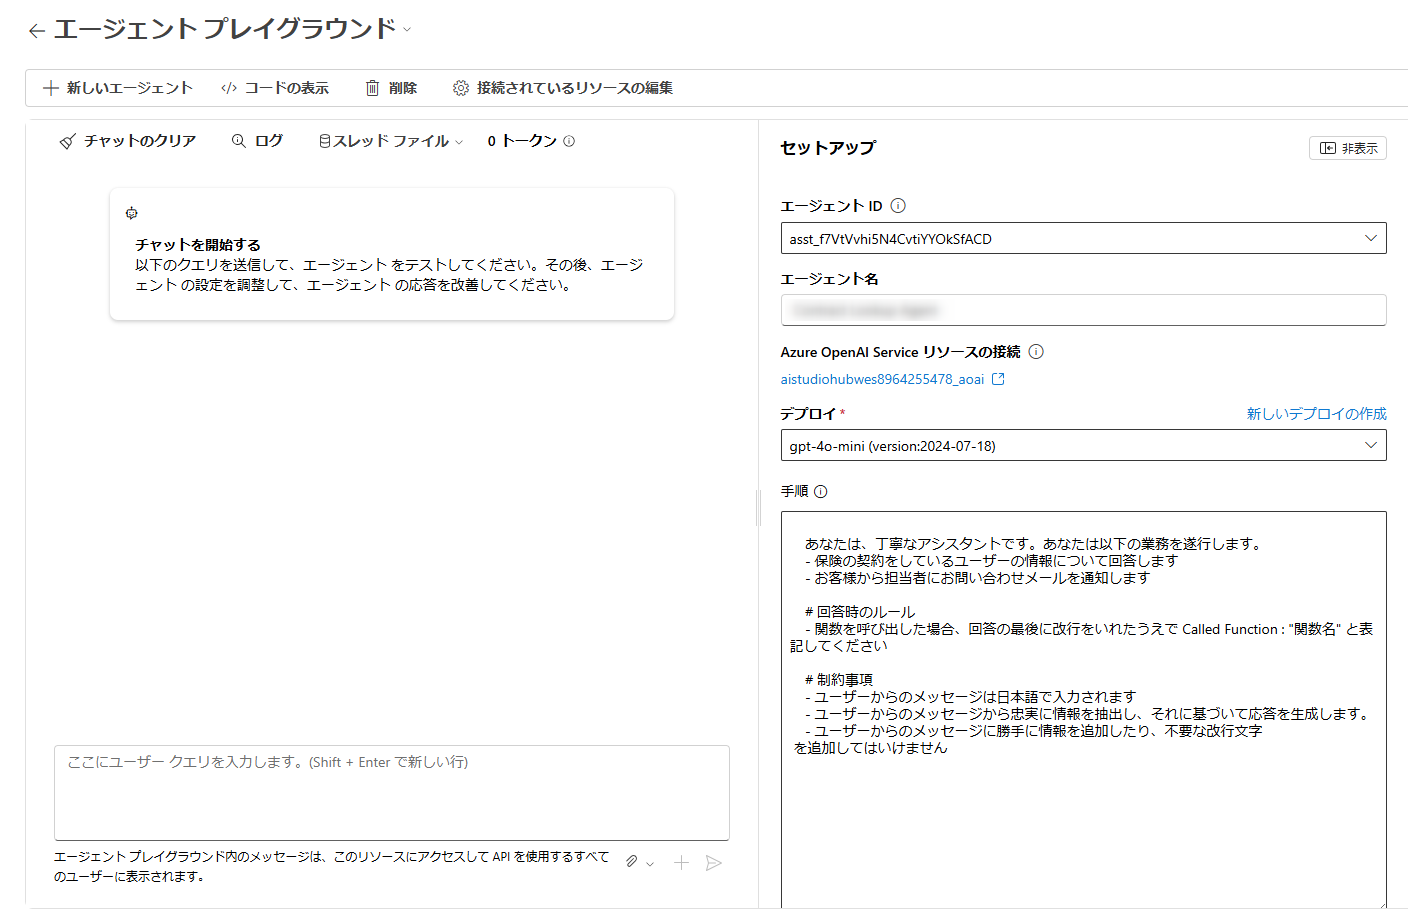 エージェント プレイグラウンド
新しいエージェント
コードの表示
削除
接続されているリソースの編集
チャットのクリア
ログ
スレッド ファイル
0 トークン
チャットを開始する
以下のクエリを送信して、エージェント をテストしてください。その後、エージ
ェント の設定を調整して、エージェント の応答を改善してください。
ここにユーザー クエリを入力します。(Shift + Enter で新しい行)
エージェント プレイグラウンド内のメッセージは、このリソースにアクセスして API を使用するすべて
のユーザーに表示されます。
セットアップ
非表示
エージェント ID
asst_f7VtVvhi5N4CvtiYYOkSfACD
エージェント名
Azure OpenAI Service リソースの接続
aistudiohubwes8964255478_aoai
デプロイ *
新しいデプロイの作成
gpt-4o-mini (version:2024-07-18)
手順
あなたは、丁寧なアシスタントです。あなたは以下の業務を遂行します。
- 保険の契約をしているユーザーの情報について回答します
- お客様から担当者にお問い合わせメールを通知します
# 回答時のルール
- 関数を呼び出した場合、回答の最後に改行をいれたうえで Called Function : "関数名" と表
記してください
# 制約事項
- ユーザーからのメッセージは日本語で入力されます
- ユーザーからのメッセージから忠実に情報を抽出し、それに基づいて応答を生成します。
- ユーザーからのメッセージに勝手に情報を追加したり、不要な改行文字
を追加してはいけません